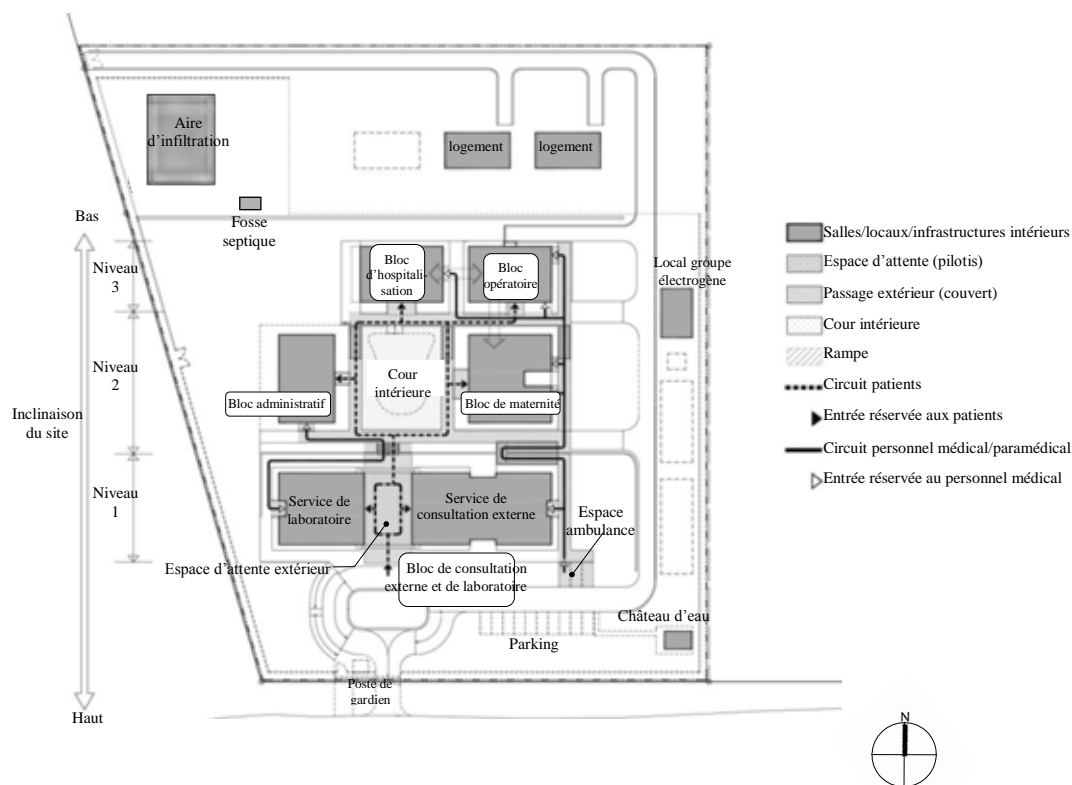 Aire
d'infiltration
logement
logement
Bas
Fosse
septique
Niveau
3
Bloc
d'hospitali-
sation
Bloc
opératoire
Local groupe
électrogène
Niveau
2
Cour
intérieure
Bloc administratif
Bloc de maternité
Inclinaison
du site
Niveau
1
Service de
laboratoire
Service de
consultation externe
Espace
ambulance
Espace d'attente extérieur
Bloc de consultation
externe et de laboratoire
Château d'eau
Parking
Poste de
gardien
Haut
Salles/locaux/infrastructures intérieurs
Espace d'attente (pilotis)
Passage extérieur (couvert)
Cour intérieure
Rampe
Circuit patients
Entrée réservée aux patients
Circuit personnel médical/paramédical
Entrée réservée au personnel médical
N